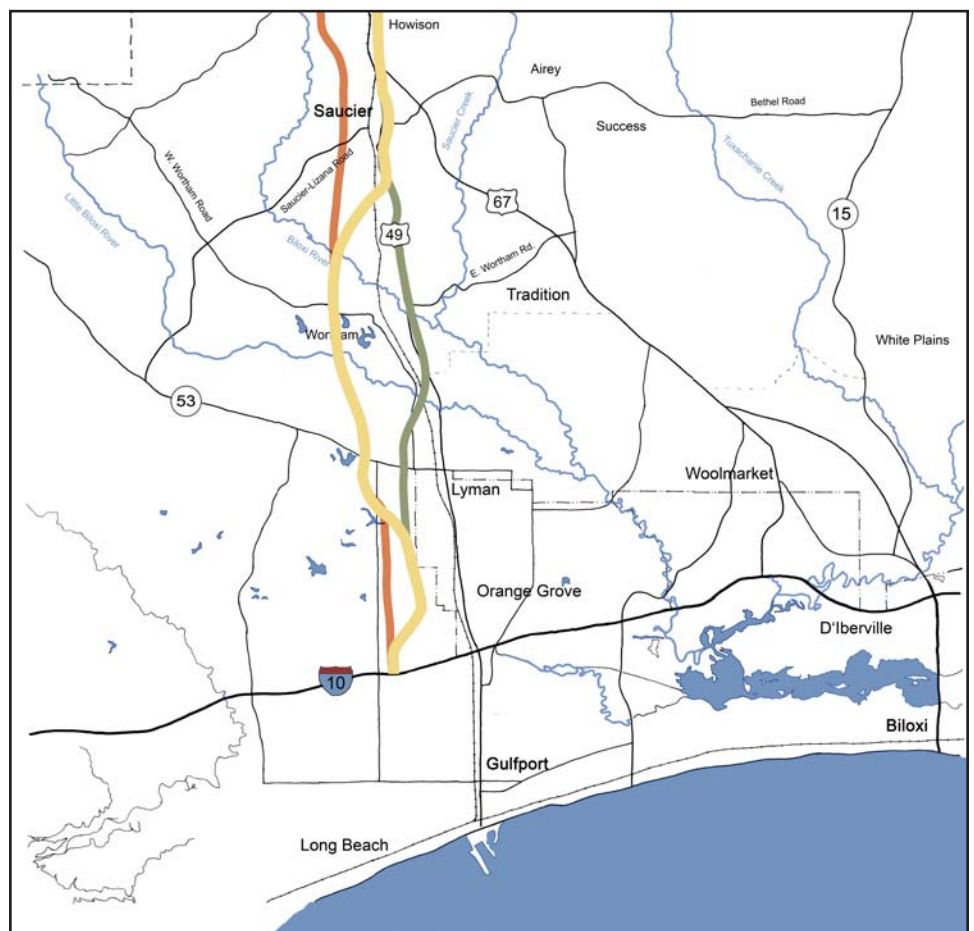 Howison
Airey
Bethel Road
Saucier
Saucier Creek
Success
Tuxachanie Creek
W. Wortham Road
Saucier-Lizana Road
Little Biloxi River
67
15
49
Biloxi River
E. Wortham Rd.
Tradition
Wortham
White Plains
53
Woolmarket
Lyman
Orange Grove
D'Iberville
10
Biloxi
Gulfport
Long Beach